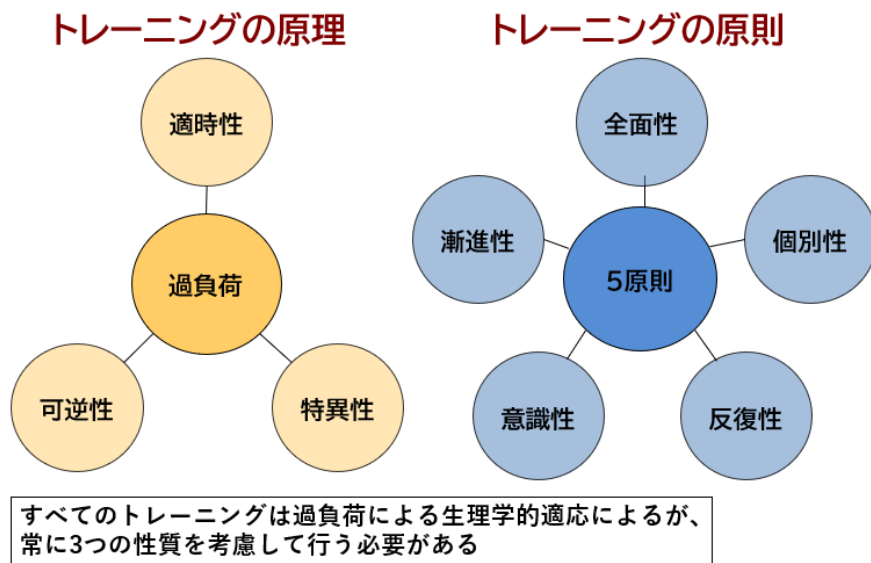 トレーニングの原理
適時性
過負荷
可逆性
特異性
トレーニングの原則
全面性
漸進性
個別性
5原則
意識性
反復性
すべてのトレーニングは過負荷による生理学的適応によるが、
常に3つの性質を考慮して行う必要がある